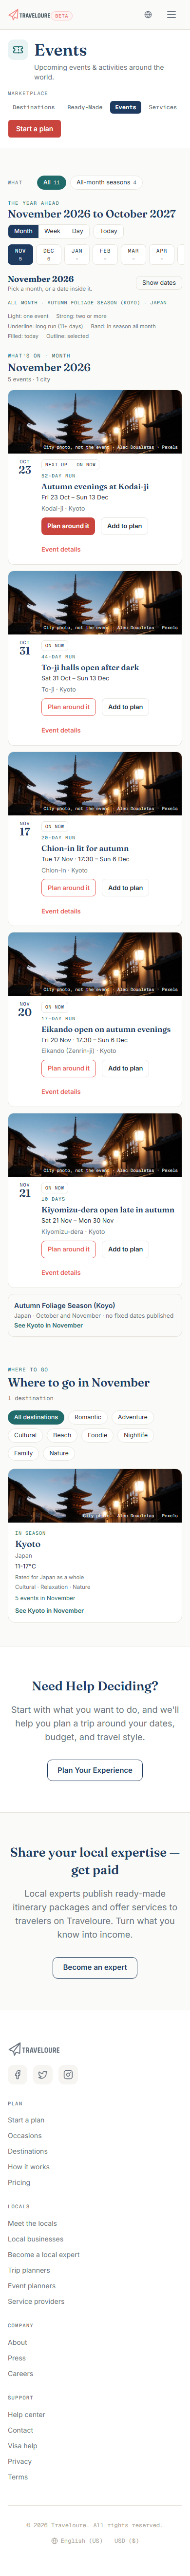 TRAVELOURE BETA
Events
Upcoming events & activities around the
world.
MARKETPLACE
Destinations Ready-Made Events Services
Start a plan
WHAT All 11 All-month seasons 4
THE YEAR AHEAD
November 2026 to October 2027
Month Week Day Today
NOV DEC JAN FEB MAR APR
5 6 - - - -
November 2026
Pick a month, or a date inside it.
Show dates
ALL MONTH · AUTUMN FOLIAGE SEASON (KOYO) · JAPAN
Light: one event Strong: two or more
Underline: long run (11+ days) Band: in season all month
Filled: today Outline: selected
WHAT'S ON · MONTH
November 2026
5 events · 1 city
City photo, not the event · Alec Doualetas · Pexels
OCT
23
NEXT UP · ON NOW
52-DAY RUN
Autumn evenings at Kodai-ji
Fri 23 Oct – Sun 13 Dec
Kodai-ji · Kyoto
Plan around it Add to plan
Event details
City photo, not the event · Alec Doualetas · Pexels
OCT
31
ON NOW
44-DAY RUN
To-ji halls open after dark
Sat 31 Oct – Sun 13 Dec
To-ji · Kyoto
Plan around it Add to plan
Event details
City photo, not the event · Alec Doualetas · Pexels
NOV
17
ON NOW
20-DAY RUN
Chion-in lit for autumn
Tue 17 Nov · 17:30 – Sun 6 Dec
Chion-in · Kyoto
Plan around it Add to plan
Event details
City photo, not the event · Alec Doualetas · Pexels
NOV
20
ON NOW
17-DAY RUN
Eikando open on autumn evenings
Fri 20 Nov · 17:30 – Sun 6 Dec
Eikando (Zenrin-ji) · Kyoto
Plan around it Add to plan
Event details
City photo, not the event · Alec Doualetas · Pexels
NOV
21
ON NOW
10 DAYS
Kiyomizu-dera open late in autumn
Sat 21 Nov – Mon 30 Nov
Kiyomizu-dera · Kyoto
Plan around it Add to plan
Event details
Autumn Foliage Season (Koyo)
Japan · October and November · no fixed dates published
See Kyoto in November
WHERE TO GO
Where to go in November
1 destination
All destinations Romantic Adventure
Cultural Beach Foodie Nightlife
Family Nature
City photo · Alec Doualetas · Pexels
IN SEASON
Kyoto
Japan
11-17°C
Rated for Japan as a whole
Cultural · Relaxation · Nature
5 events in November
See Kyoto in November
Need Help Deciding?
Start with what you want to do, and we'll
help you plan a trip around your dates,
budget, and travel style.
Plan Your Experience
Share your local expertise —
get paid
Local experts publish ready-made
itinerary packages and offer services to
travelers on Traveloure. Turn what you
know into income.
Become an expert
TRAVELOURE
PLAN
Start a plan
Occasions
Destinations
How it works
Pricing
LOCALS
Meet the locals
Local businesses
Become a local expert
Trip planners
Event planners
Service providers
COMPANY
About
Press
Careers
SUPPORT
Help center
Contact
Visa help
Privacy
Terms
© 2026 Traveloure. All rights reserved.
English (US) USD ($)